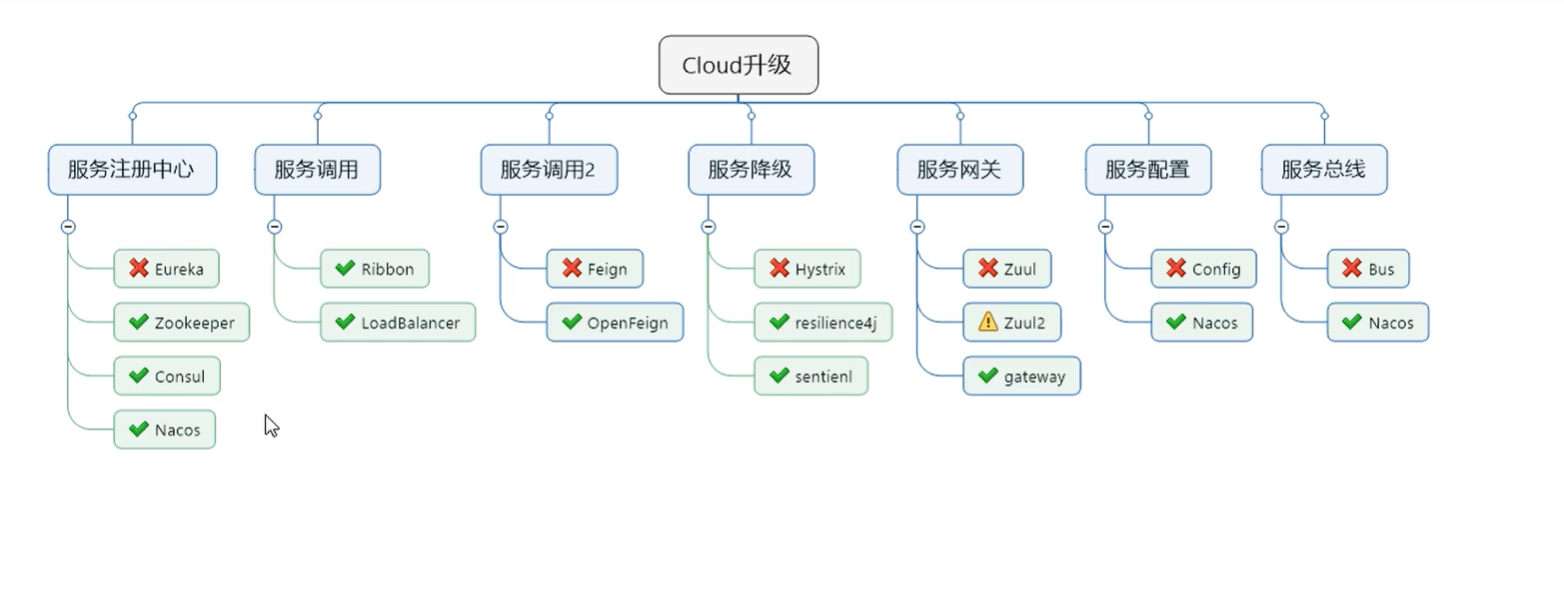 Cloud升级
服务注册中心
服务调用
服务调用2
服务降级
服务网关
服务配置
服务总线
Eureka
Zookeeper
Consul
Nacos
Ribbon
LoadBalancer
Feign
OpenFeign
Hystrix
resilience4j
sentienl
Zuul
Zuul2
gateway
Config
Nacos
Bus
Nacos